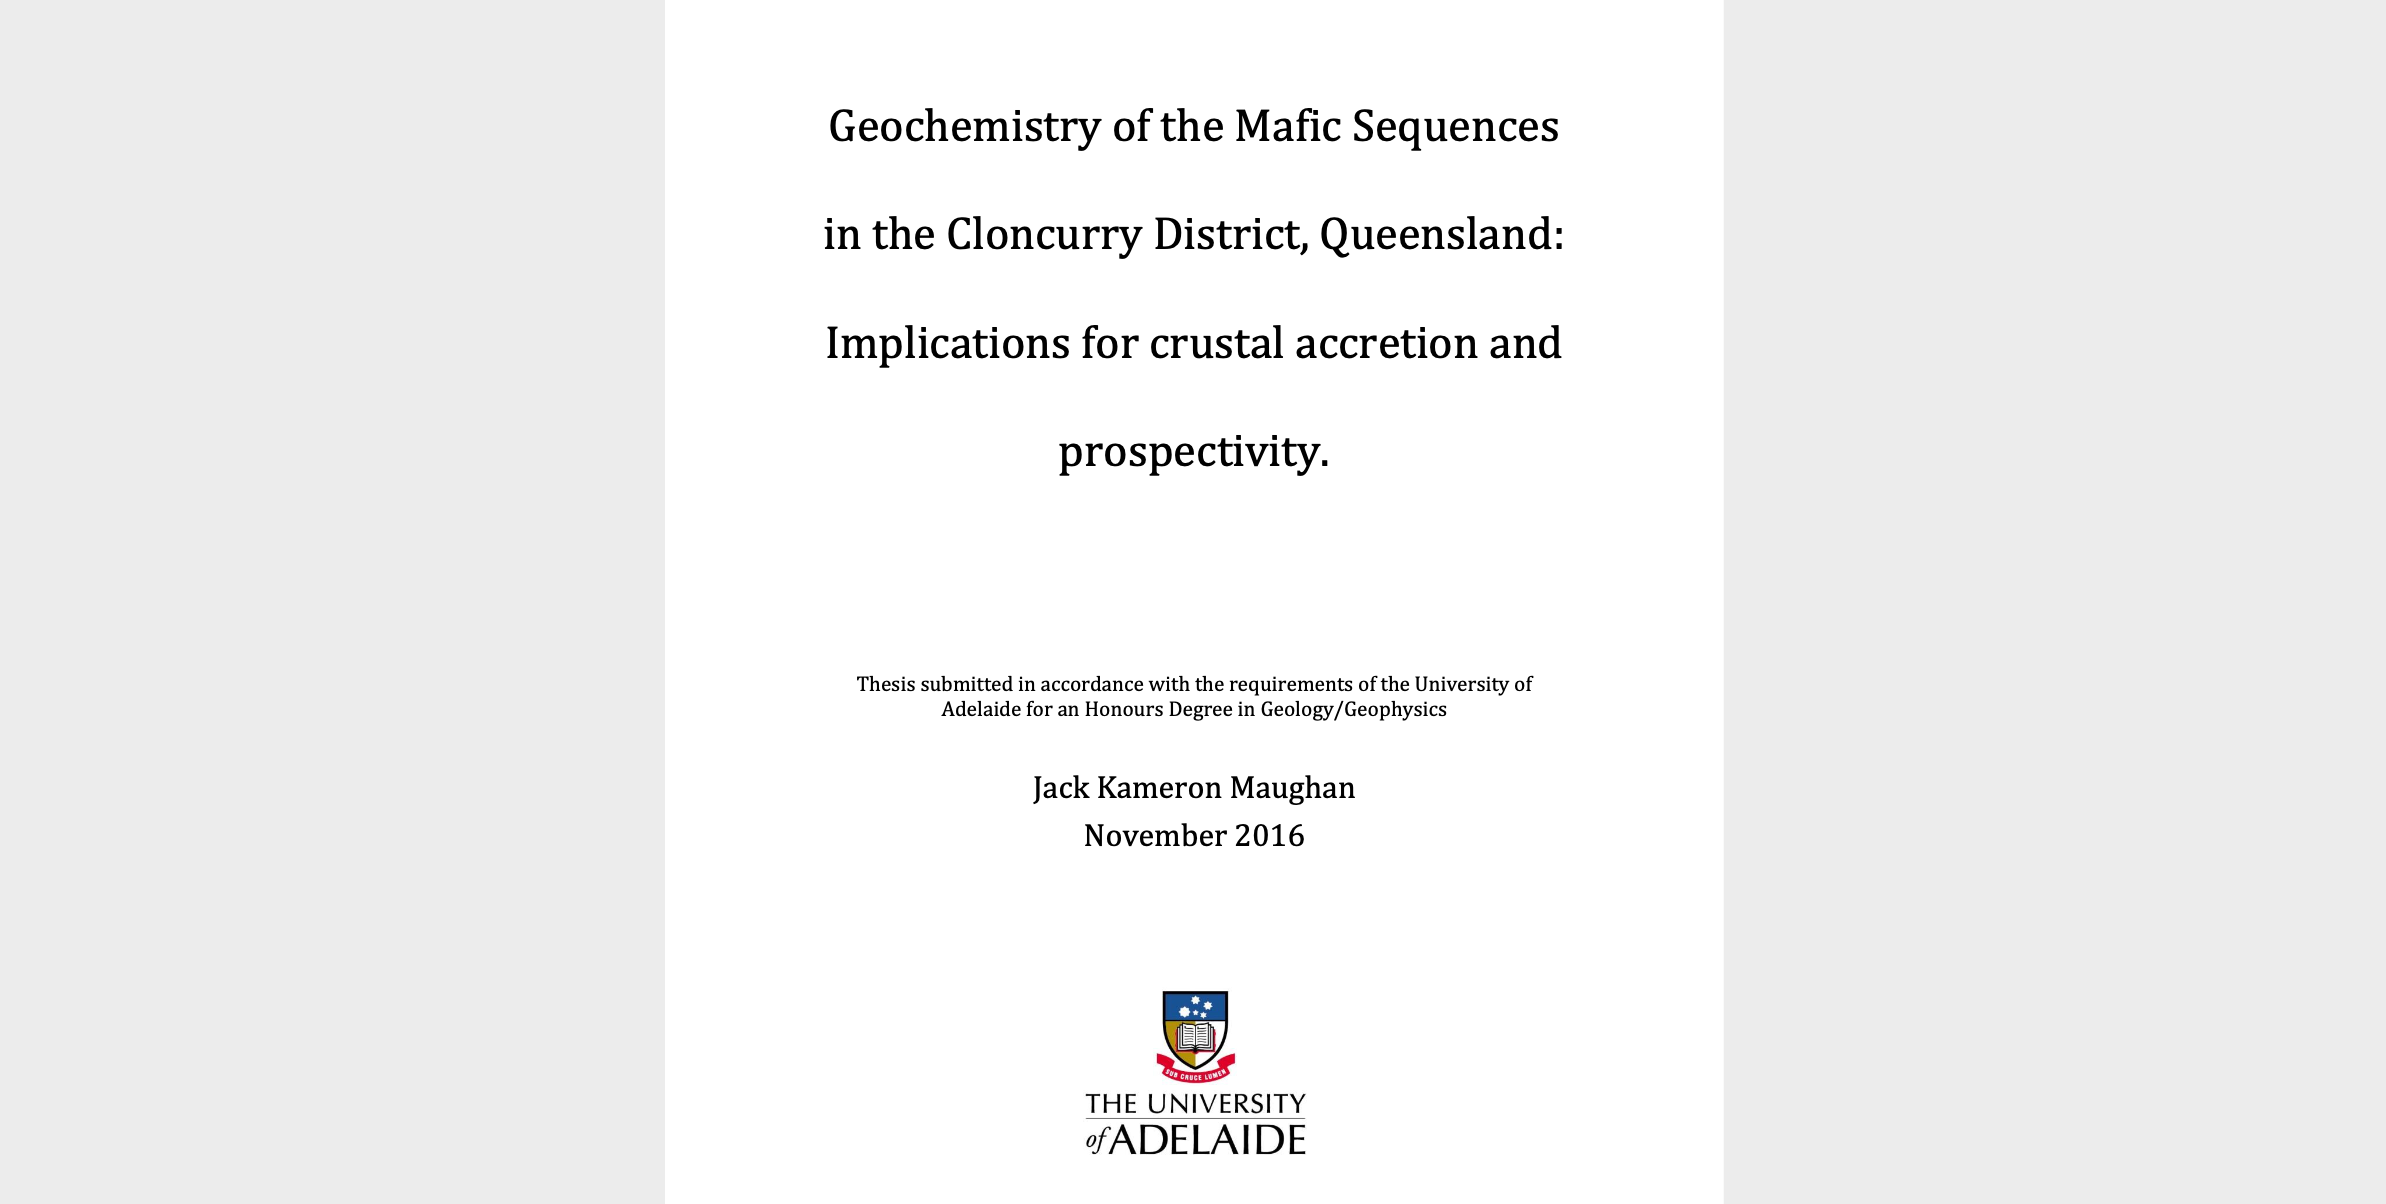 Geochemistry of the Mafic Sequences
in the Cloncurry District, Queensland:
Implications for crustal accretion and
prospectivity.
Thesis submitted in accordance with the requirements of the University of
Adelaide for an Honours Degree in Geology/Geophysics
Jack Kameron Maughan
November 2016
SUB CRUCE LUMEN
THE UNIVERSITY
of ADELAIDE